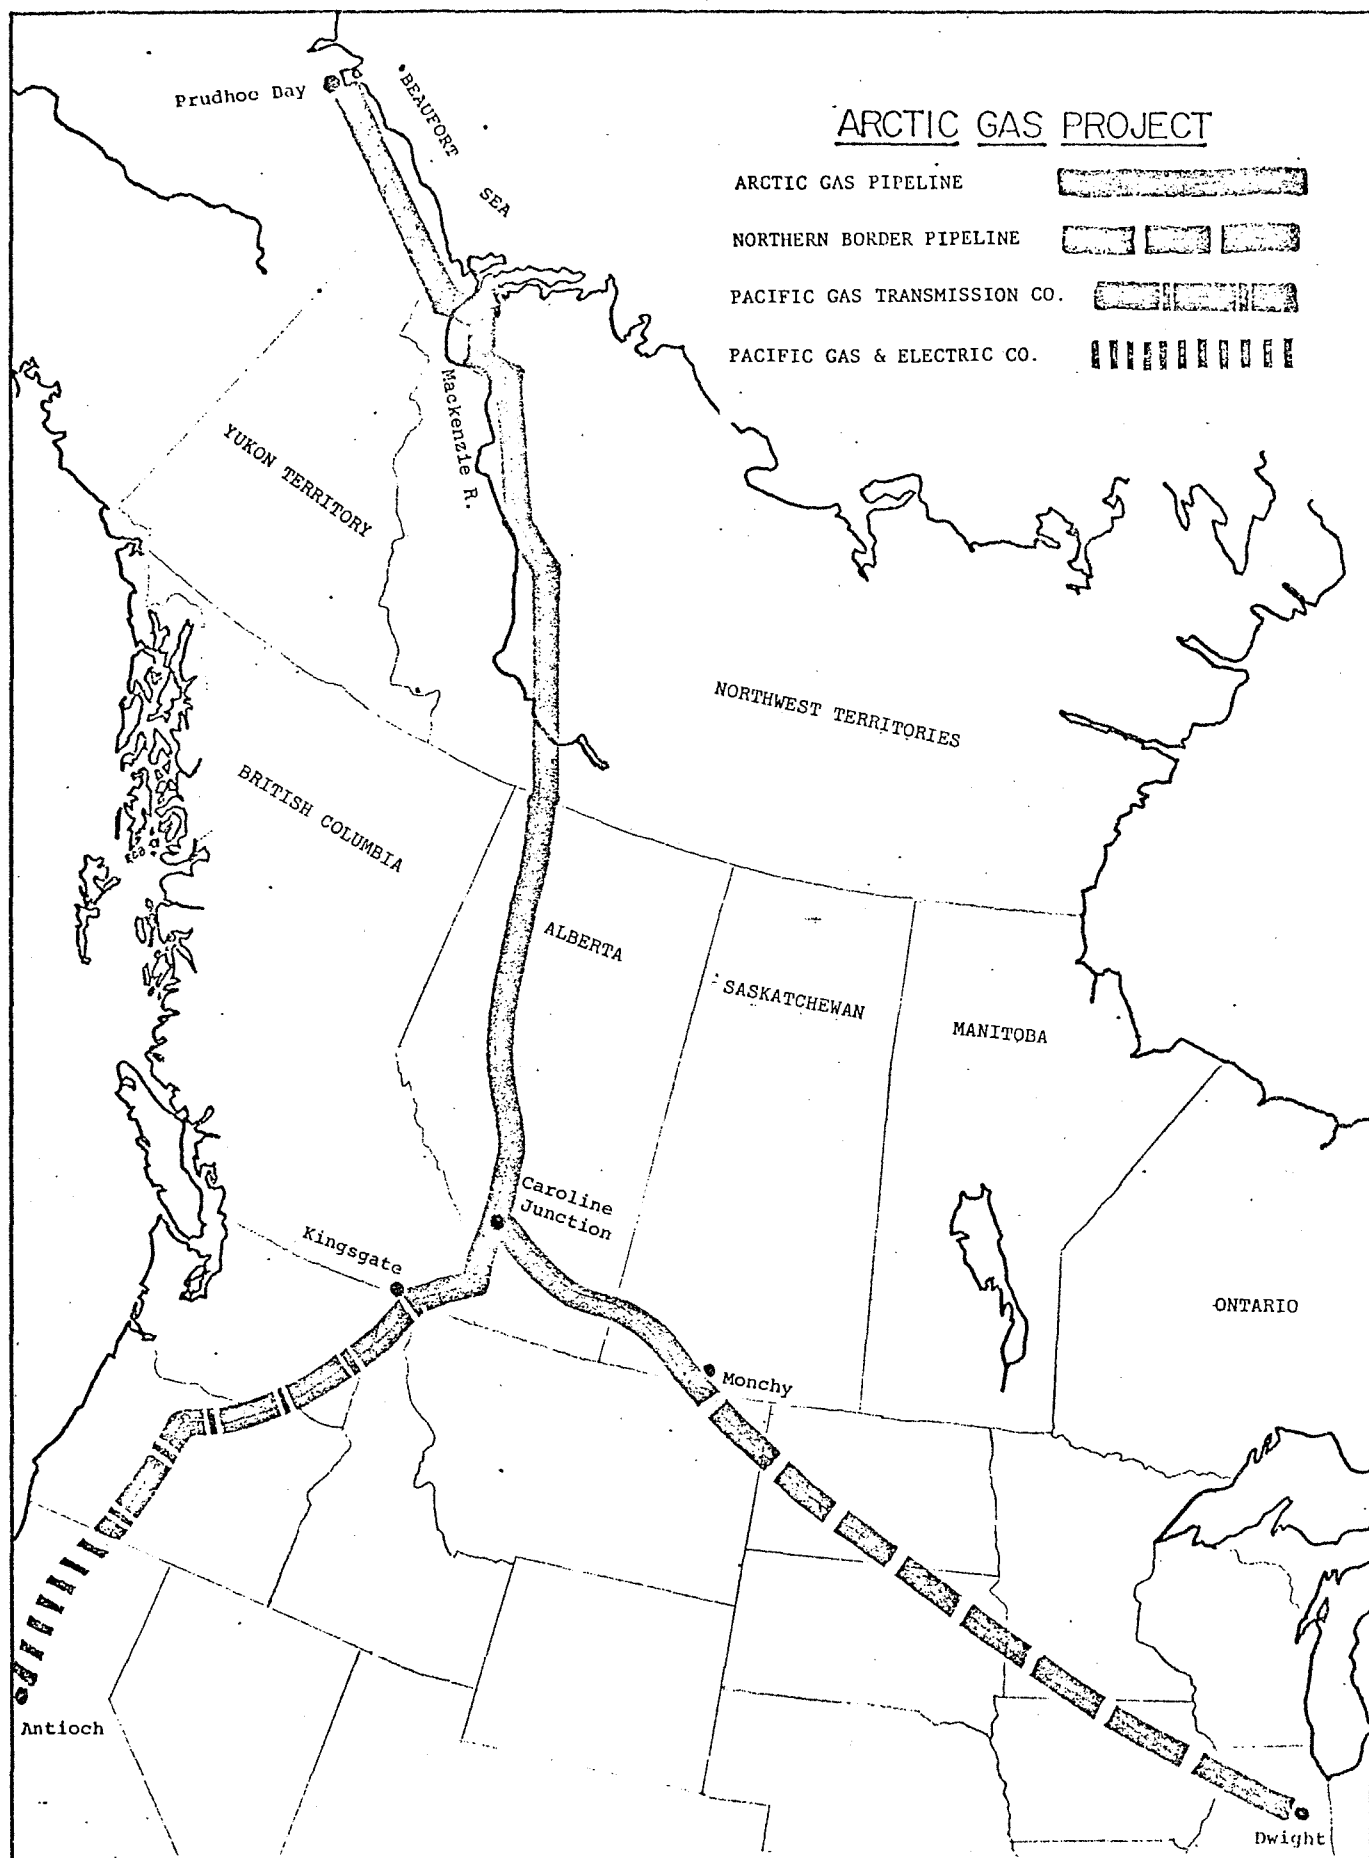 Prudhoe Bay
BEAUFORT
SEA
ARCTIC GAS PROJECT
ARCTIC GAS PIPELINE
NORTHERN BORDER PIPELINE
PACIFIC GAS TRANSMISSION CO.
PACIFIC GAS & ELECTRIC CO.
Mackenzie R.
YUKON TERRITORY
NORTHWEST TERRITORIES
BRITISH COLUMBIA
ALBERTA
SASKATCHEWAN
MANITOBA
Caroline
Junction
Kingsgate
ONTARIO
Monchy
Antioch
Dwight